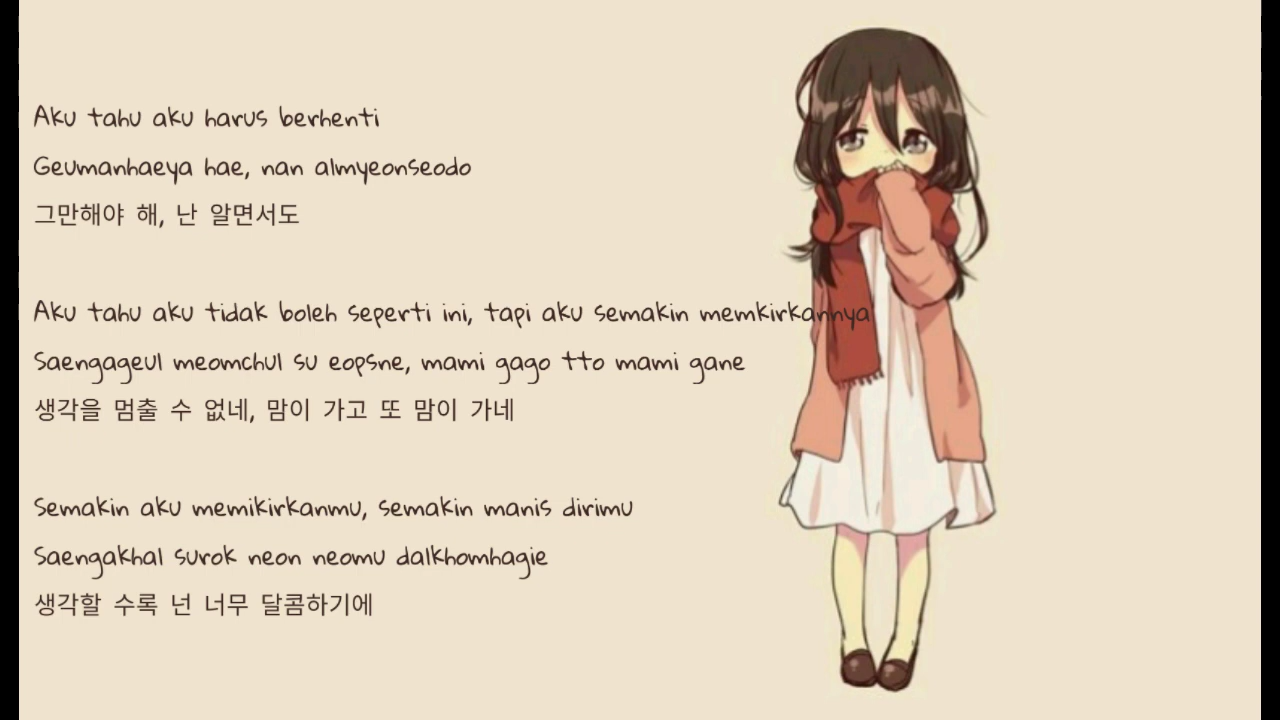 Aku tahu aku harus berhenti
Geumanhaeya hae, nan almyeonseodo
그만해야 해, 난 알면서도
Aku tahu aku tidak boleh seperti ini, tapi aku semakin memkirkannya
Saengageul meomchul su eopsne, mami gago tto mami gane
생각을 멈출 수 없네, 맘이 가고 또 맘이 가네
Semakin aku memikirkanmu, semakin manis dirimu
Saengakhal surok neon neomu dalkhomhagie
생각할 수록 넌 너무 달콤하기에